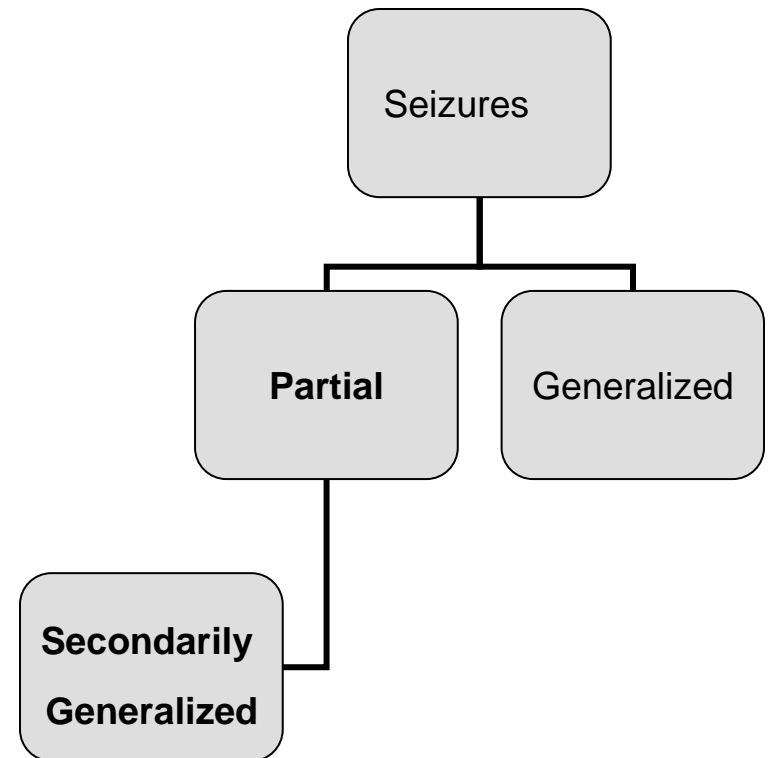 Seizures
Partial
Generalized
Secondarily
Generalized